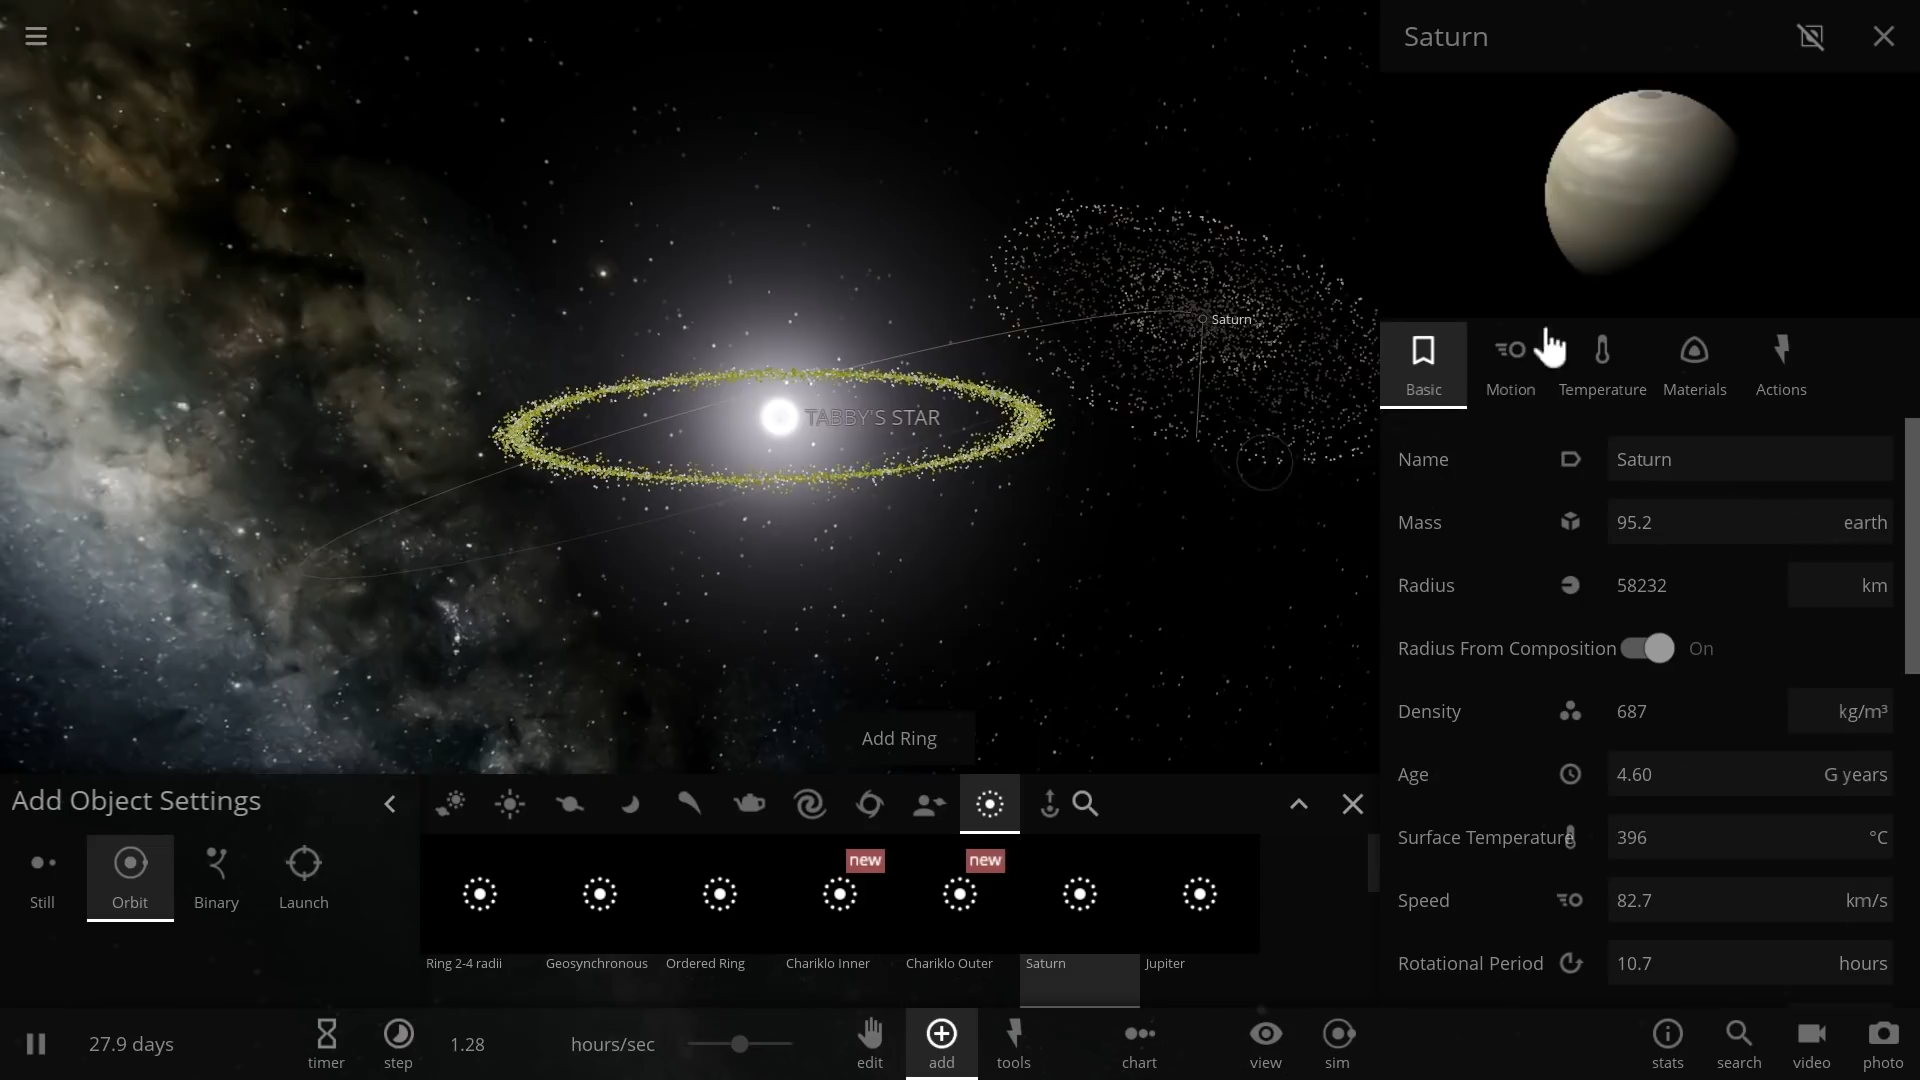 Saturn
Saturn
TABBY'S STAR
Basic
Motion
Temperature
Materials
Actions
Name
Saturn
Mass
95.2 earth
Radius
58232 km
Radius From Composition
On
Density
687 kg/m³
Age
4.60 G years
Surface Temperature
396 °C
Speed
82.7 km/s
Rotational Period
10.7 hours
Add Ring
Add Object Settings
Still
Orbit
Binary
Launch
new
new
Ring 2-4 radii
Geosynchronous
Ordered Ring
Chariklo Inner
Chariklo Outer
Saturn
Jupiter
27.9 days
timer
step
1.28 hours/sec
edit
add
tools
chart
view
sim
stats
search
video
photo